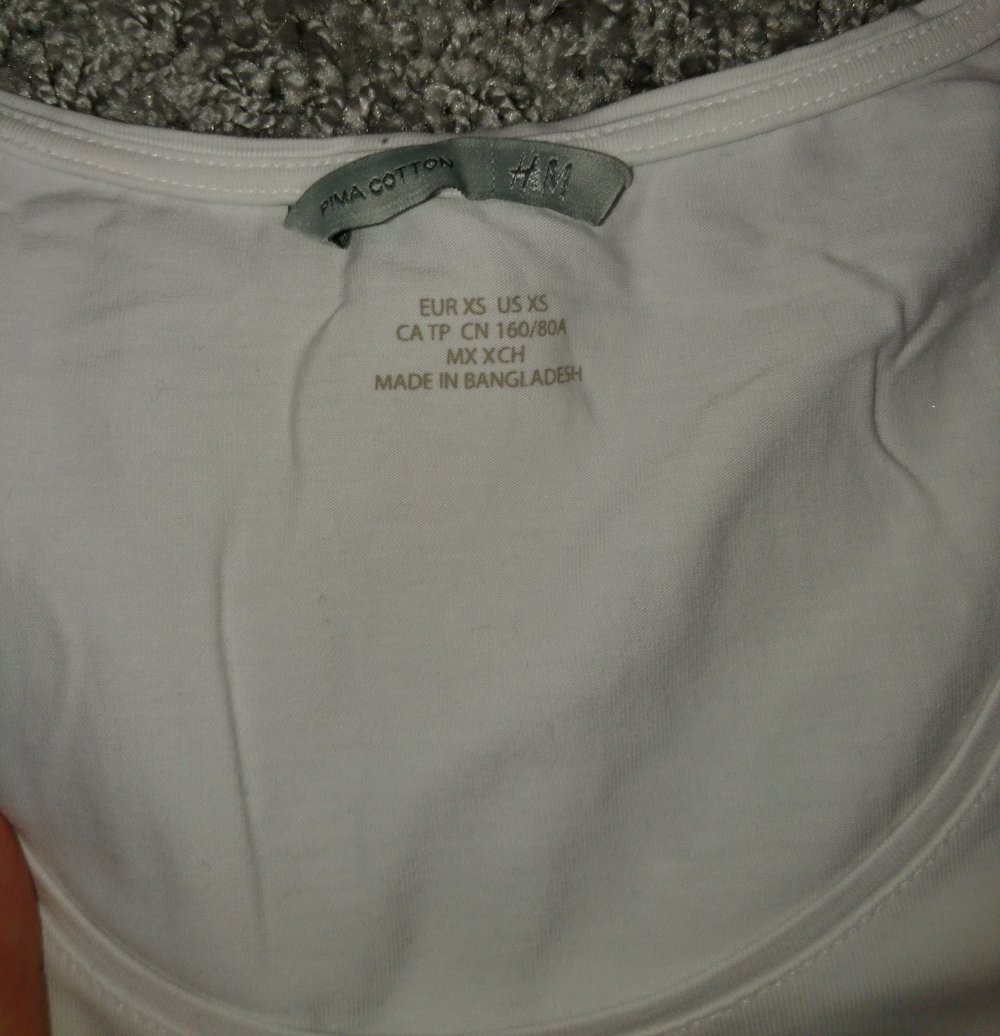 PIMA COTTON H&M
EUR XS US XS
CA TP CN 160/80A
MX XCH
MADE IN BANGLADESH